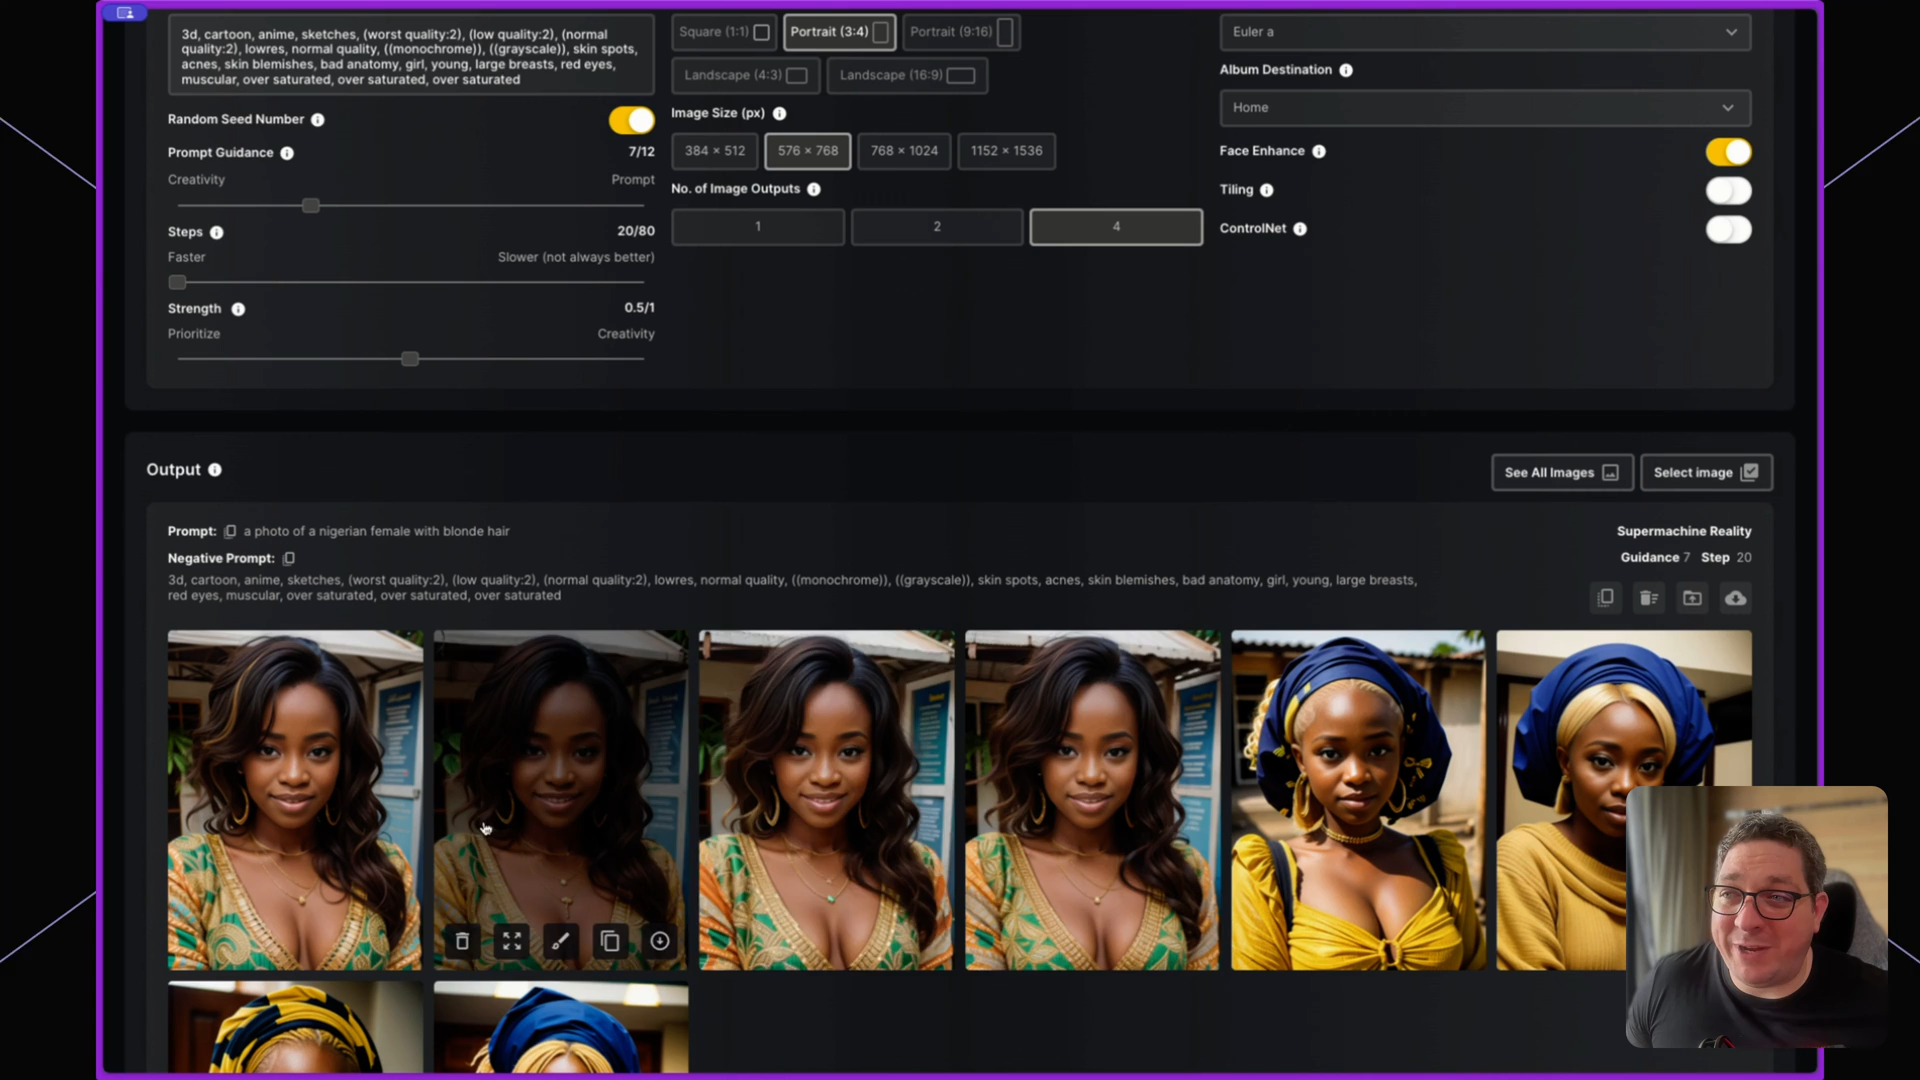 3d, cartoon, anime, sketches, (worst quality:2), (low quality:2), (normal
quality:2), lowres, normal quality, ((monochrome)), ((grayscale)), skin spots,
acnes, skin blemishes, bad anatomy, girl, young, large breasts, red eyes,
muscular, over saturated, over saturated, over saturated
Random Seed Number
Prompt Guidance
7/12
Creativity
Prompt
Steps
20/80
Faster
Slower (not always better)
Strength
0.5/1
Prioritize
Creativity
Square (1:1)
Portrait (3:4)
Portrait (9:16)
Landscape (4:3)
Landscape (16:9)
Image Size (px)
384 × 512
576 × 768
768 × 1024
1152 × 1536
No. of Image Outputs
1
2
4
Euler a
Album Destination
Home
Face Enhance
Tiling
ControlNet
Output
See All Images
Select image
Prompt: a photo of a nigerian female with blonde hair
Supermachine Reality
Negative Prompt:
Guidance 7 Step 20
3d, cartoon, anime, sketches, (worst quality:2), (low quality:2), (normal quality:2), lowres, normal quality, ((monochrome)), ((grayscale)), skin spots, acnes, skin blemishes, bad anatomy, girl, young, large breasts,
red eyes, muscular, over saturated, over saturated, over saturated